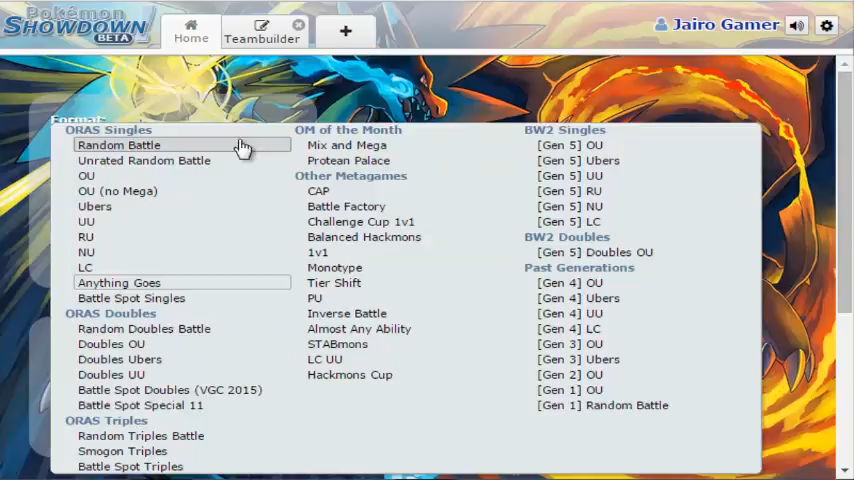 Pokémon
SHOWDOWN
BETA
Home
Teambuilder
+
Jairo Gamer
Format:
ORAS Singles
Random Battle
Unrated Random Battle
OU
OU (no Mega)
Ubers
UU
RU
NU
LC
Anything Goes
Battle Spot Singles
ORAS Doubles
Random Doubles Battle
Doubles OU
Doubles Ubers
Doubles UU
Battle Spot Doubles (VGC 2015)
Battle Spot Special 11
ORAS Triples
Random Triples Battle
Smogon Triples
Battle Spot Triples
OM of the Month
Mix and Mega
Protean Palace
Other Metagames
CAP
Battle Factory
Challenge Cup 1v1
Balanced Hackmons
1v1
Monotype
Tier Shift
PU
Inverse Battle
Almost Any Ability
STABmons
LC UU
Hackmons Cup
BW2 Singles
[Gen 5] OU
[Gen 5] Ubers
[Gen 5] UU
[Gen 5] RU
[Gen 5] NU
[Gen 5] LC
BW2 Doubles
[Gen 5] Doubles OU
Past Generations
[Gen 4] OU
[Gen 4] Ubers
[Gen 4] UU
[Gen 4] LC
[Gen 3] OU
[Gen 3] Ubers
[Gen 2] OU
[Gen 1] OU
[Gen 1] Random Battle